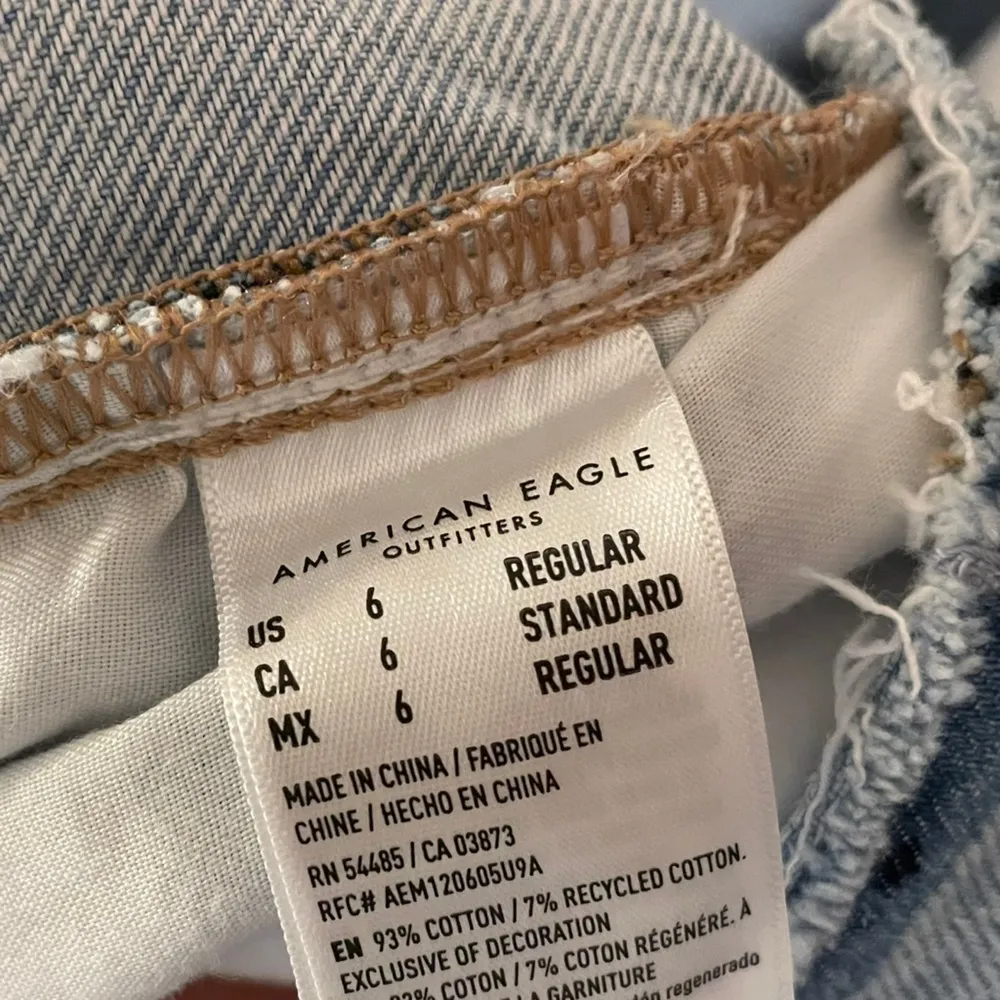 AMERICAN EAGLE
OUTFITTERS
US 6 REGULAR
CA 6 STANDARD
MX 6 REGULAR
MADE IN CHINA / FABRIQUÉ EN
CHINE / HECHO EN CHINA
RN 54485 / CA 03873
RFC# AEM120605U9A
EN 93% COTTON / 7% RECYCLED COTTON.
EXCLUSIVE OF DECORATION
COTON / 7% COTON RÉGÉNÉRÉ. À
LA GARNITURE
regenerado